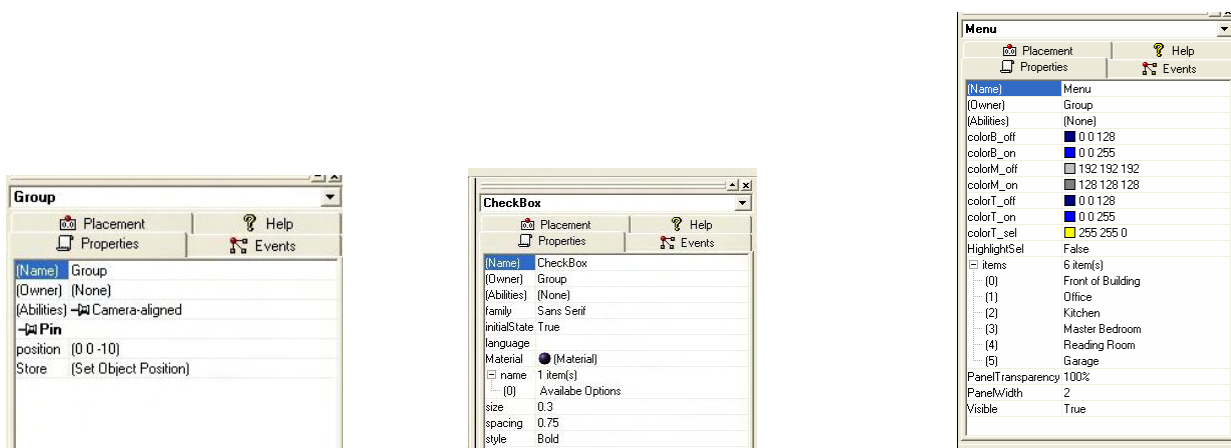 Group
Placement Help
Properties Events
(Name) Group
(Owner) (None)
(Abilities) Camera-aligned
Pin
position (0 0 -10)
Store (Set Object Position)
CheckBox
Placement Help
Properties Events
(Name) CheckBox
(Owner) Group
(Abilities) (None)
family Sans Serif
initialState True
language
Material (Material)
name 1 item(s)
(0) Availabe Options
size 0.3
spacing 0.75
style Bold
Menu
Placement Help
Properties Events
(Name) Menu
(Owner) Group
(Abilities) (None)
colorB_off 0 0 128
colorB_on 0 0 255
colorM_off 192 192 192
colorM_on 128 128 128
colorT_off 0 0 128
colorT_on 0 0 255
colorT_sel 255 255 0
HighlightSel False
items 6 item(s)
(0) Front of Building
(1) Office
(2) Kitchen
(3) Master Bedroom
(4) Reading Room
(5) Garage
PanelTransparency 100%
PanelWidth 2
Visible True